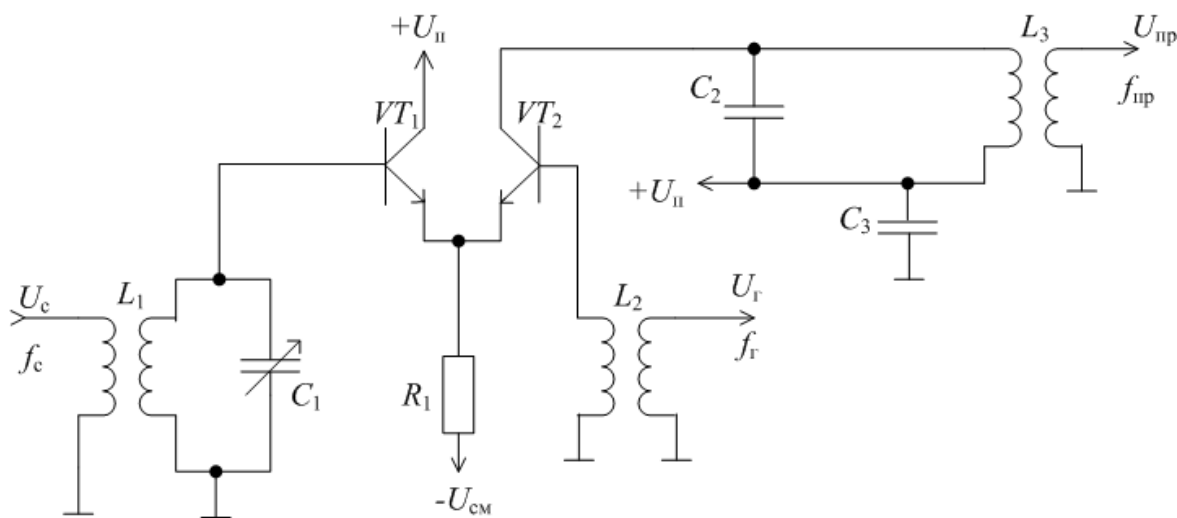 +Uп
L3
Uпр
fпр
C2
VT1
VT2
+Uп
C3
Uс
L1
fс
C1
R1
-Uсм
L2
Uг
fг